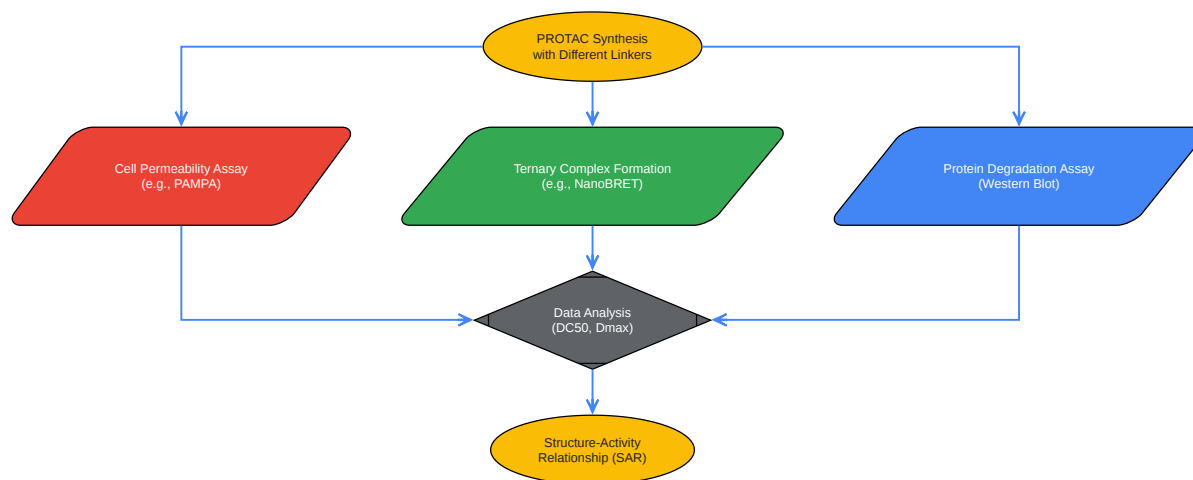 PROTAC Synthesis
with Different Linkers
Cell Permeability Assay
(e.g., PAMPA)
Ternary Complex Formation
(e.g., NanoBRET)
Protein Degradation Assay
(Western Blot)
Data Analysis
(DC50, Dmax)
Structure-Activity
Relationship (SAR)